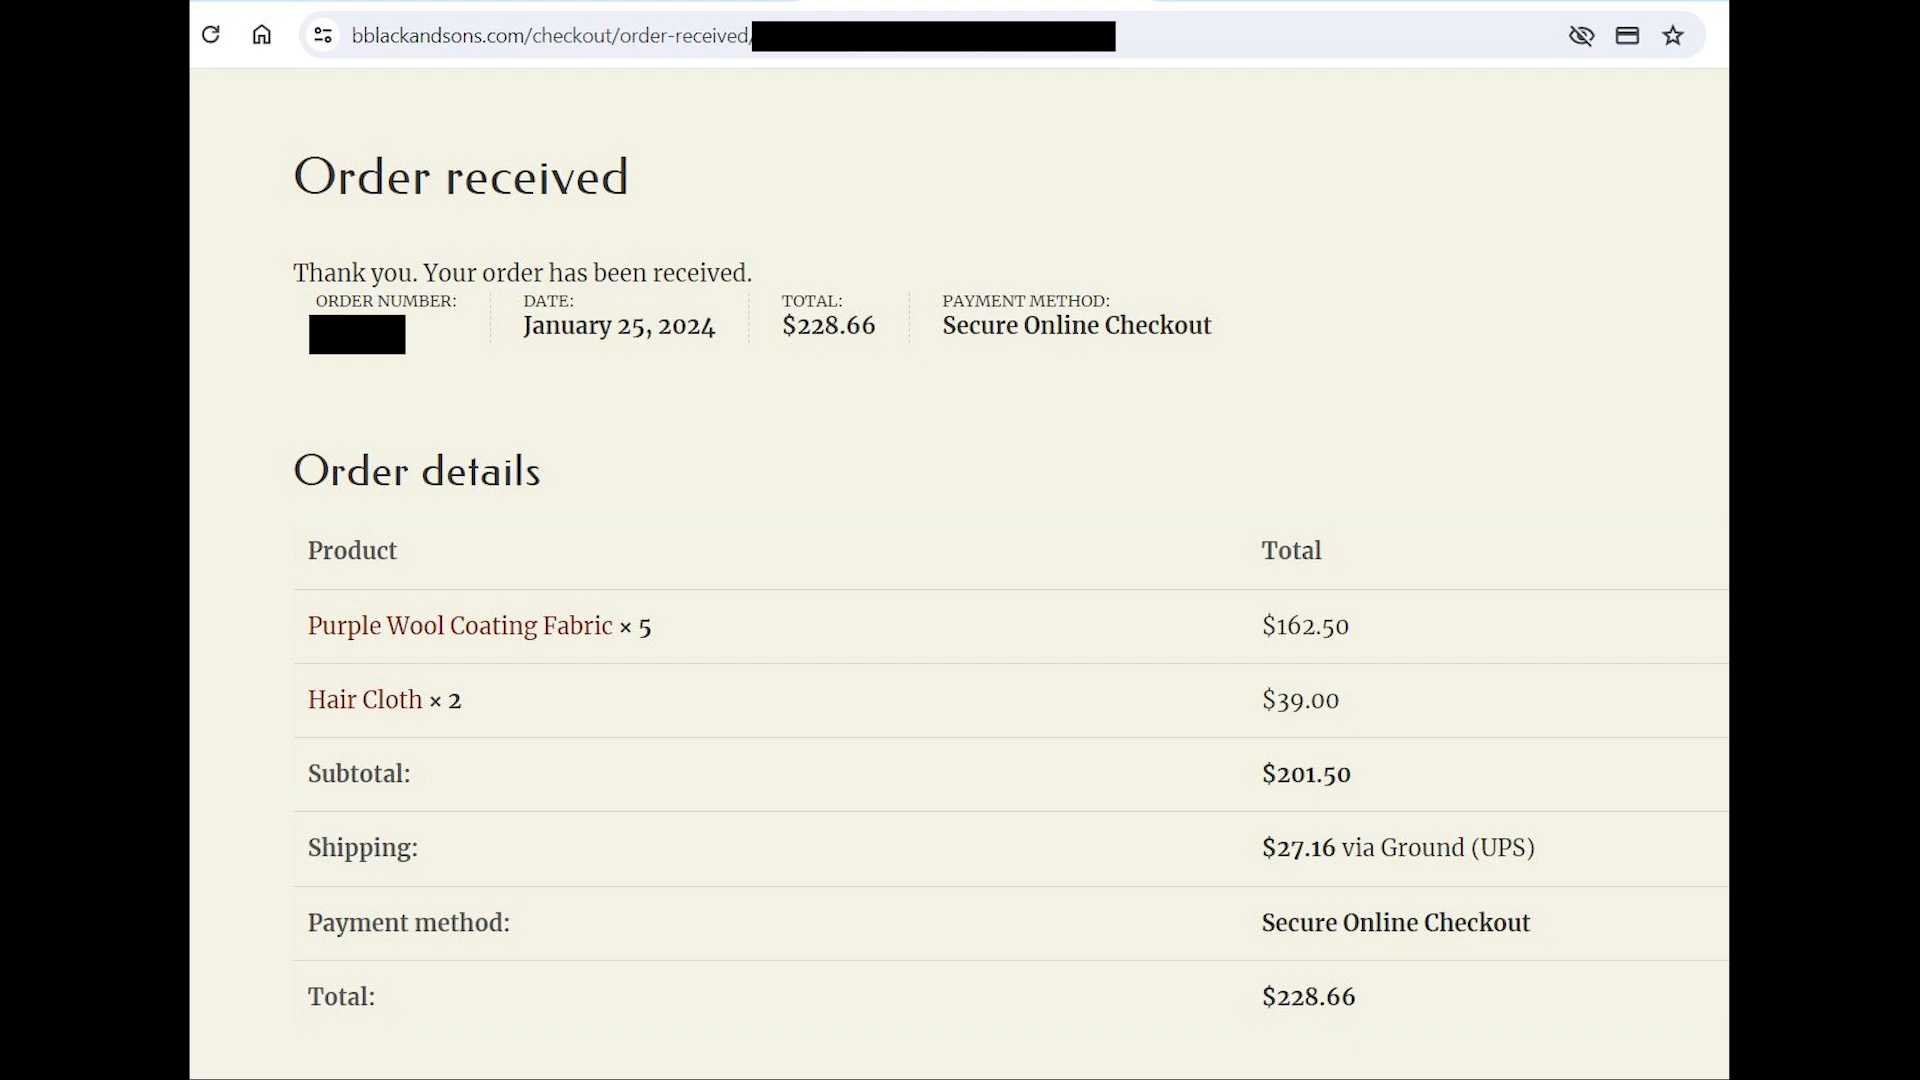 bblackandsons.com/checkout/order-received/
Order received
Thank you. Your order has been received.
ORDER NUMBER:
DATE:
January 25, 2024
TOTAL:
$228.66
PAYMENT METHOD:
Secure Online Checkout
Order details
Product Total
Purple Wool Coating Fabric × 5 $162.50
Hair Cloth × 2 $39.00
Subtotal: $201.50
Shipping: $27.16 via Ground (UPS)
Payment method: Secure Online Checkout
Total: $228.66